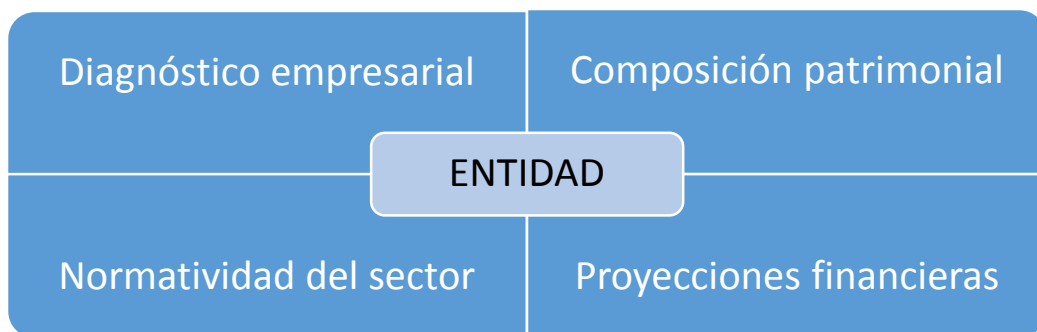 Diagnóstico empresarial
Composición patrimonial
ENTIDAD
Normatividad del sector
Proyecciones financieras